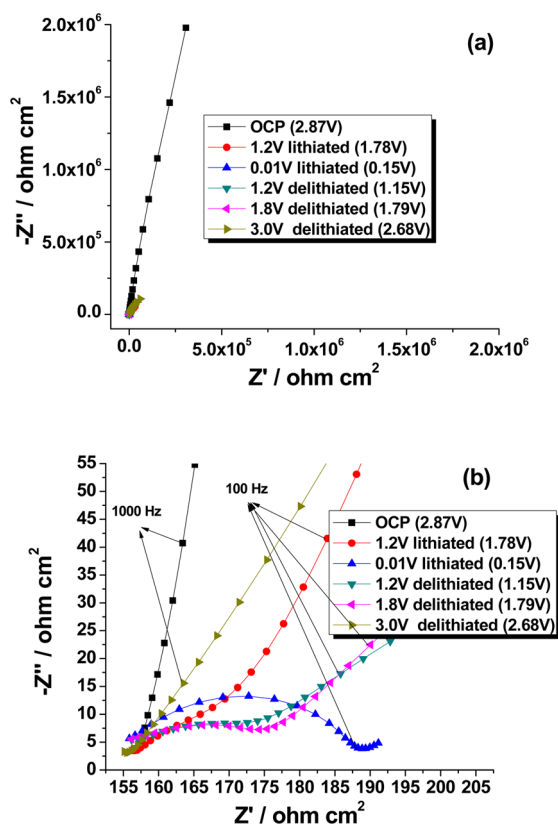 (a)
2.0x10^6
1.5x10^6
1.0x10^6
5.0x10^5
0.0
-Z'' / ohm cm^2
OCP (2.87V)
1.2V lithiated (1.78V)
0.01V lithiated (0.15V)
1.2V delithiated (1.15V)
1.8V delithiated (1.79V)
3.0V delithiated (2.68V)
0.0 5.0x10^5 1.0x10^6 1.5x10^6 2.0x10^6
Z' / ohm cm^2
(b)
55
50
45
40
35
30
25
20
15
10
5
0
-Z'' / ohm cm^2
1000 Hz
100 Hz
OCP (2.87V)
1.2V lithiated (1.78V)
0.01V lithiated (0.15V)
1.2V delithiated (1.15V)
1.8V delithiated (1.79V)
3.0V delithiated (2.68V)
155 160 165 170 175 180 185 190 195 200 205
Z' / ohm cm^2